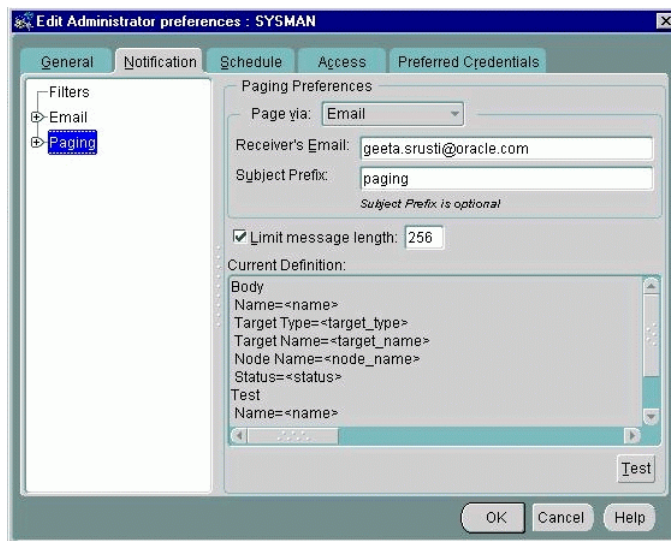 Edit Administrator preferences : SYSMAN
General Notification Schedule Access Preferred Credentials
Filters
Email
Paging
Paging Preferences
Page via: Email
Receiver's Email: geeta.srusti@oracle.com
Subject Prefix: paging
Subject Prefix is optional
Limit message length: 256
Current Definition:
Body
Name=<name>
Target Type=<target_type>
Target Name=<target_name>
Node Name=<node_name>
Status=<status>
Test
Name=<name>
Test
OK Cancel Help